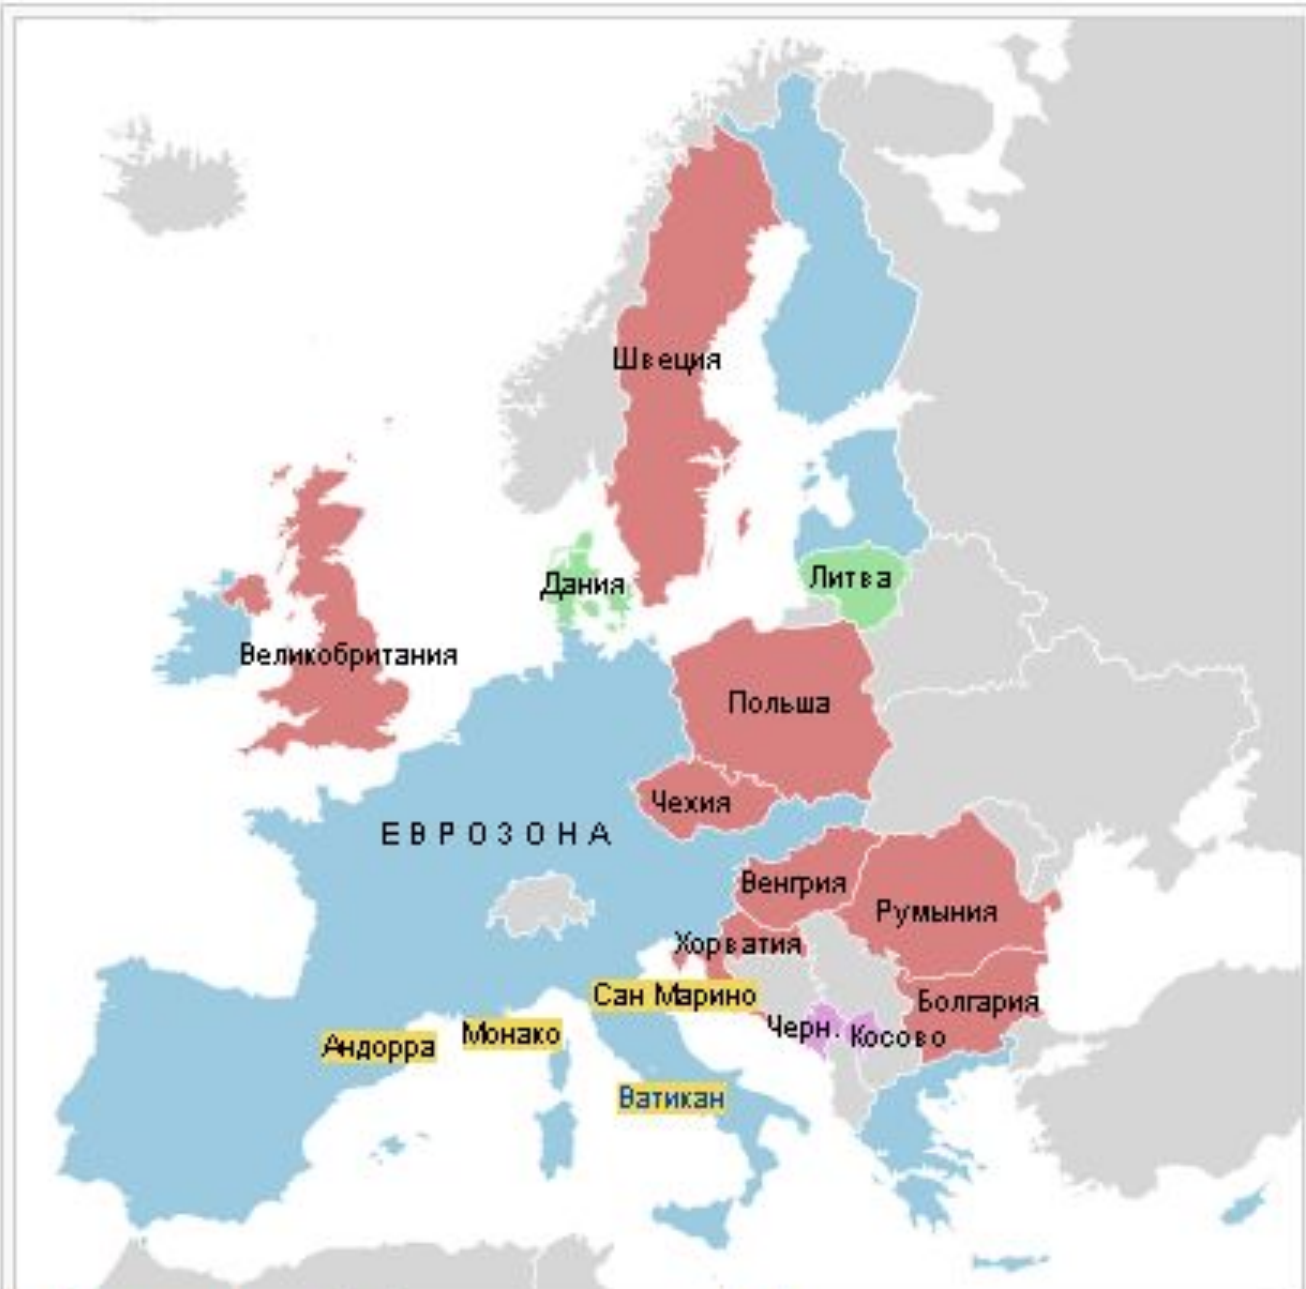 Швеция
Дания
Литва
Великобритания
Польша
Чехия
ЕВРОЗОНА
Венгрия
Румыния
Хорватия
Сан Марино
Болгария
Черн.
Косово
Монако
Андорра
Ватикан